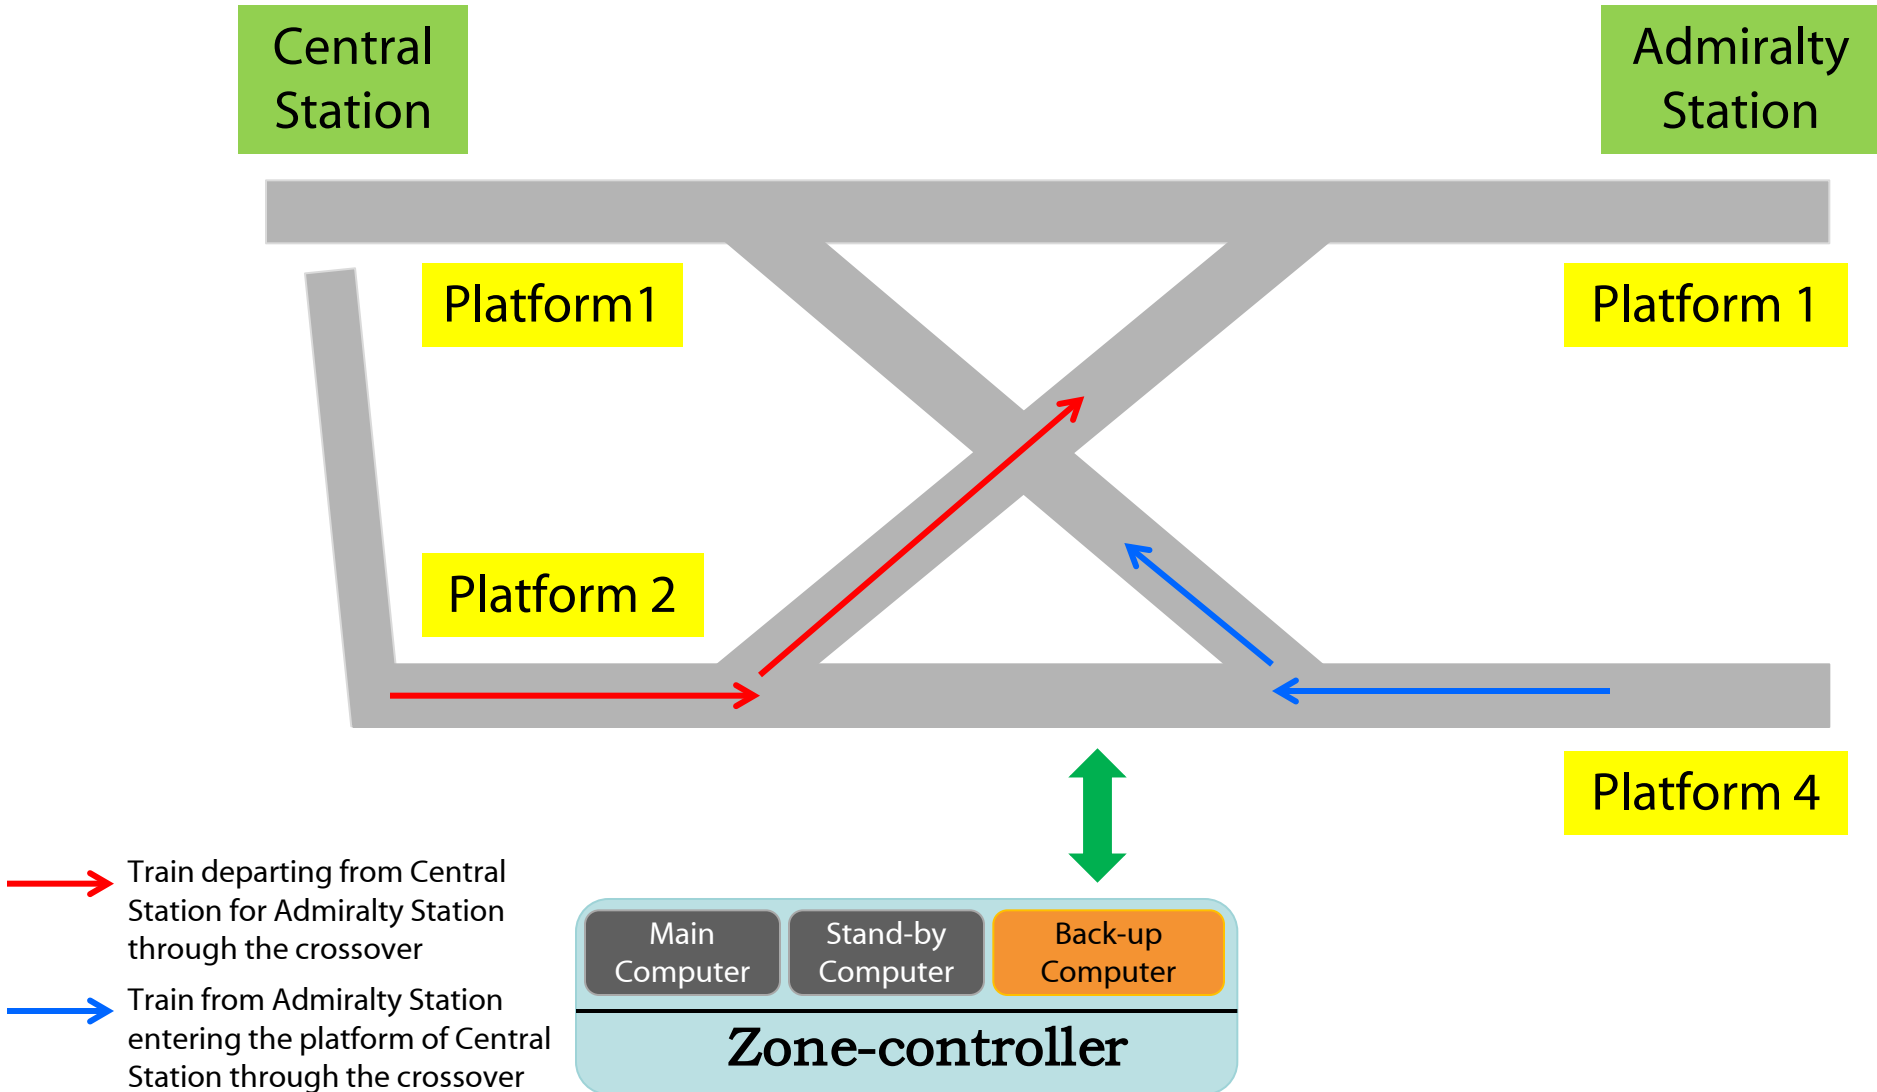 Central
Station
Admiralty
Station
Platform1
Platform 1
Platform 2
Platform 4
Train departing from Central
Station for Admiralty Station
through the crossover
Train from Admiralty Station
entering the platform of Central
Station through the crossover
Main
Computer
Stand-by
Computer
Back-up
Computer
Zone-controller